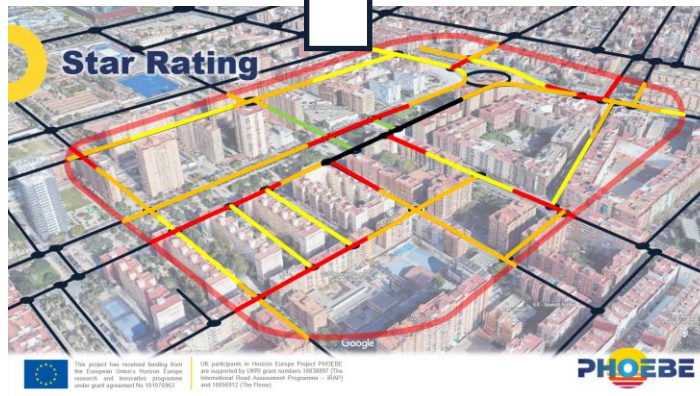 Star Rating
Google
This project has received funding from
the European Union's Horizon Europe
research and innovation programme
under grant agreement No 101076963
UK participants in Horizon Europe Project PHOEBE
are supported by UKRI grant numbers 10038897 (The
International Road Assessment Programme – iRAP)
and 10056912 (The Floow)
PHOEBE